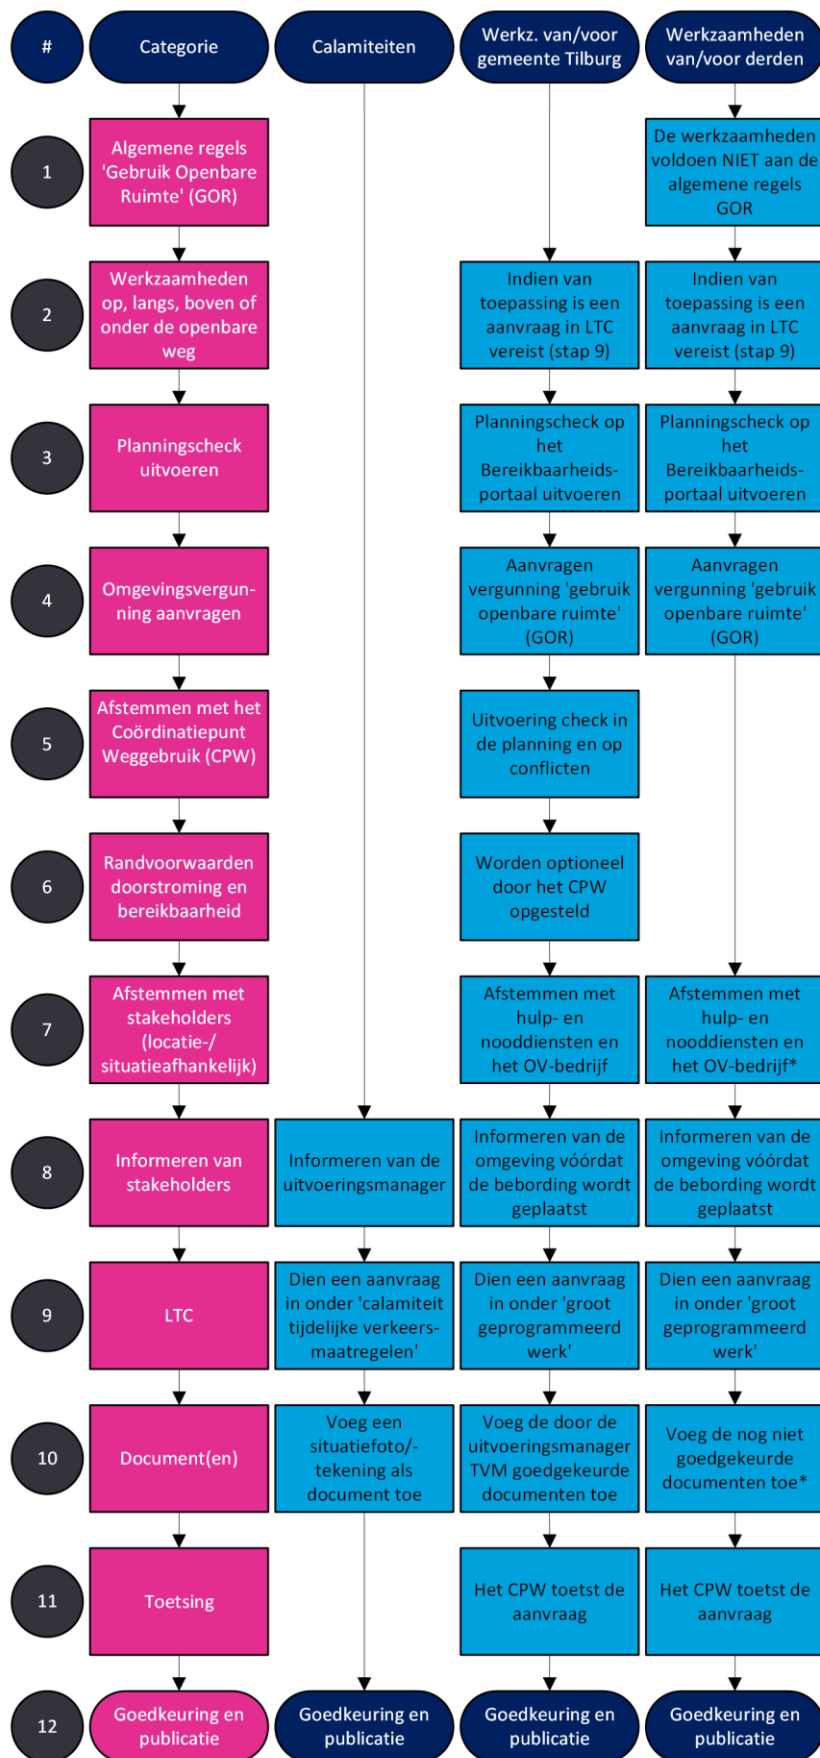 #
Categorie
Calamiteiten
Werkz. van/voor
gemeente Tilburg
Werkzaamheden
van/voor derden
1
Algemene regels
'Gebruik Openbare
Ruimte' (GOR)
De werkzaamheden
voldoen NIET aan de
algemene regels
GOR
2
Werkzaamheden
op, langs, boven of
onder de openbare
weg
Indien van
toepassing is een
aanvraag in LTC
vereist (stap 9)
Indien van
toepassing is een
aanvraag in LTC
vereist (stap 9)
3
Planningscheck
uitvoeren
Planningscheck op
het
Bereikbaarheids-
portaal uitvoeren
Planningscheck op
het
Bereikbaarheids-
portaal uitvoeren
4
Omgevingsvergun-
ning aanvragen
Aanvragen
vergunning 'gebruik
openbare ruimte'
(GOR)
Aanvragen
vergunning 'gebruik
openbare ruimte'
(GOR)
5
Afstemmen met het
Coördinatiepunt
Weggebruik (CPW)
Uitvoering check in
de planning en op
conflicten
6
Randvoorwaarden
doorstroming en
bereikbaarheid
Worden optioneel
door het CPW
opgesteld
7
Afstemmen met
stakeholders
(locatie-/
situatieafhankelijk)
Afstemmen met
hulp- en
nooddiensten en
het OV-bedrijf
Afstemmen met
hulp- en
nooddiensten en
het OV-bedrijf*
8
Informeren van
stakeholders
Informeren van de
uitvoeringsmanager
Informeren van de
omgeving vóórdat
de bebording wordt
geplaatst
Informeren van de
omgeving vóórdat
de bebording wordt
geplaatst
9
LTC
Dien een aanvraag
in onder 'calamiteit
tijdelijke verkeers-
maatregelen'
Dien een aanvraag
in onder 'groot
geprogrammeerd
werk'
Dien een aanvraag
in onder 'groot
geprogrammeerd
werk'
10
Document(en)
Voeg een
situatiefoto/-
tekening als
document toe
Voeg de door de
uitvoeringsmanager
TVM goedgekeurde
documenten toe
Voeg de nog niet
goedgekeurde
documenten toe*
11
Toetsing
Het CPW toetst de
aanvraag
Het CPW toetst de
aanvraag
12
Goedkeuring en
publicatie
Goedkeuring en
publicatie
Goedkeuring en
publicatie
Goedkeuring en
publicatie